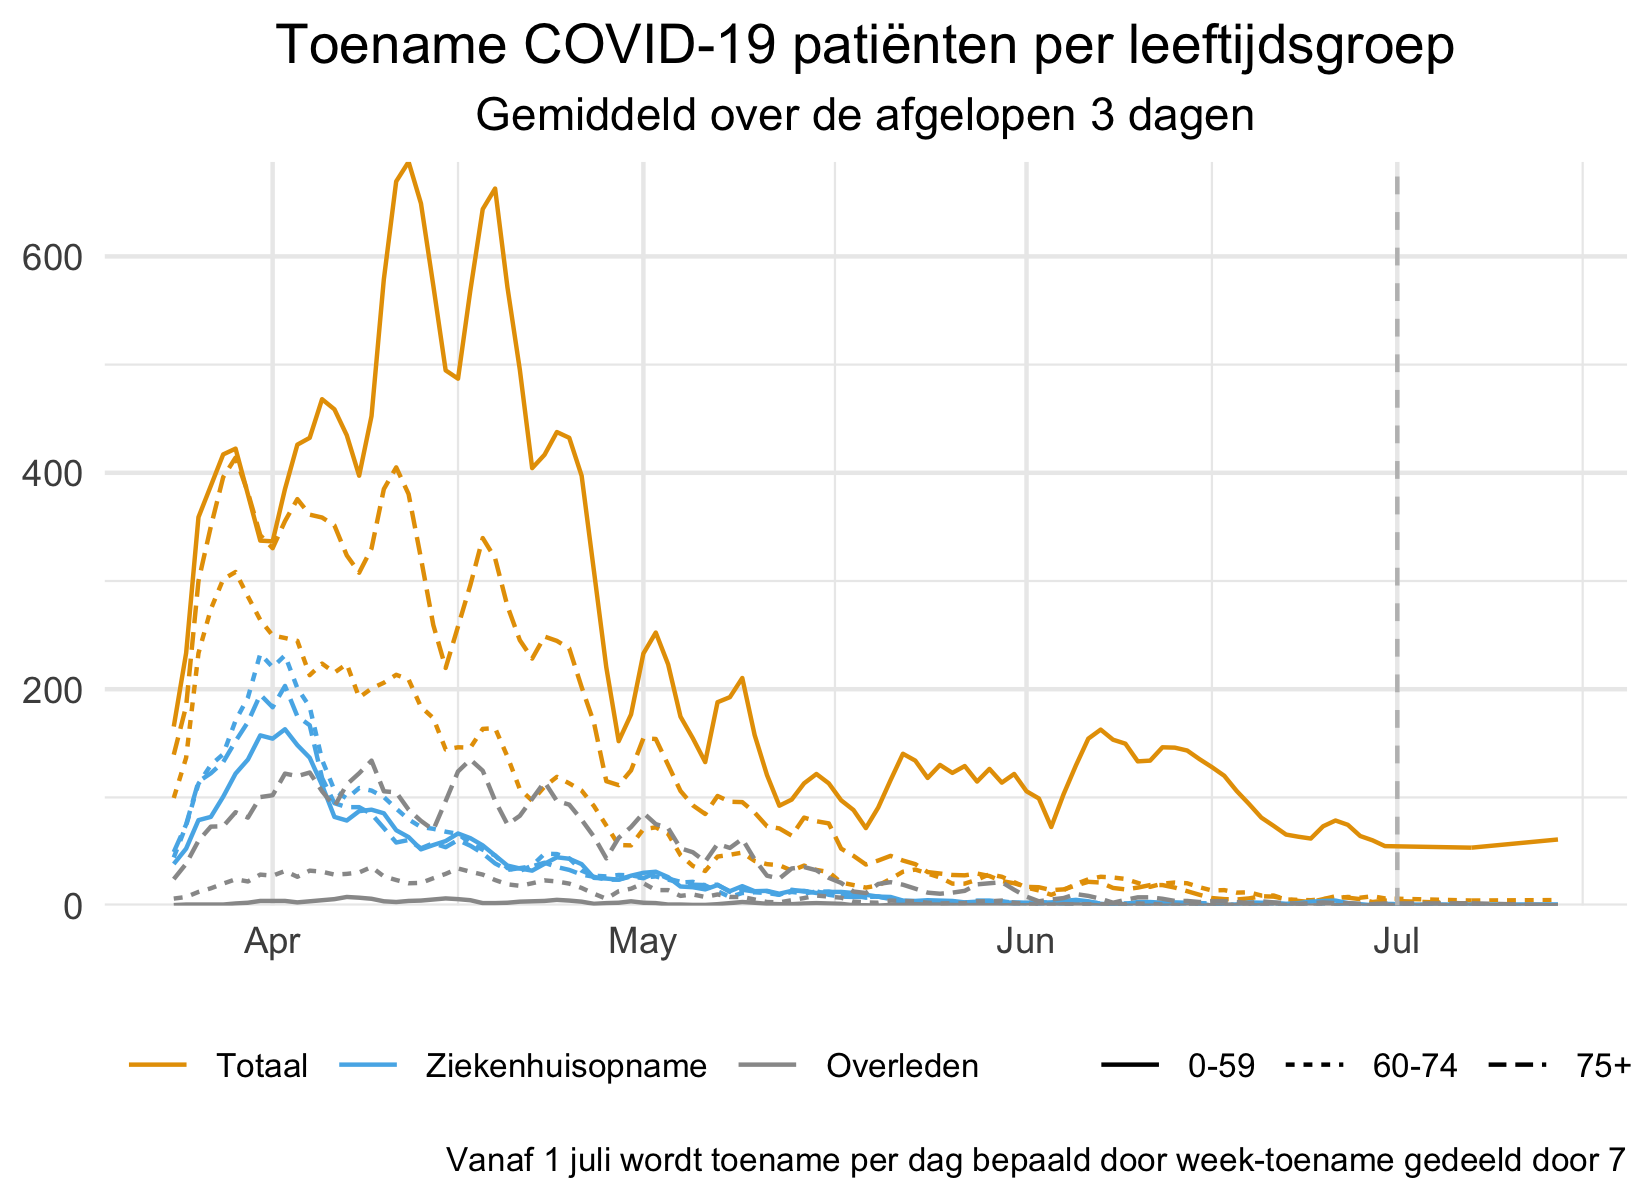 Toename COVID-19 patiënten per leeftijdsgroep
Gemiddeld over de afgelopen 3 dagen
600
400
200
0
Apr May Jun Jul
Totaal Ziekenhuisopname Overleden 0-59 60-74 75+
Vanaf 1 juli wordt toename per dag bepaald door week-toename gedeeld door 7